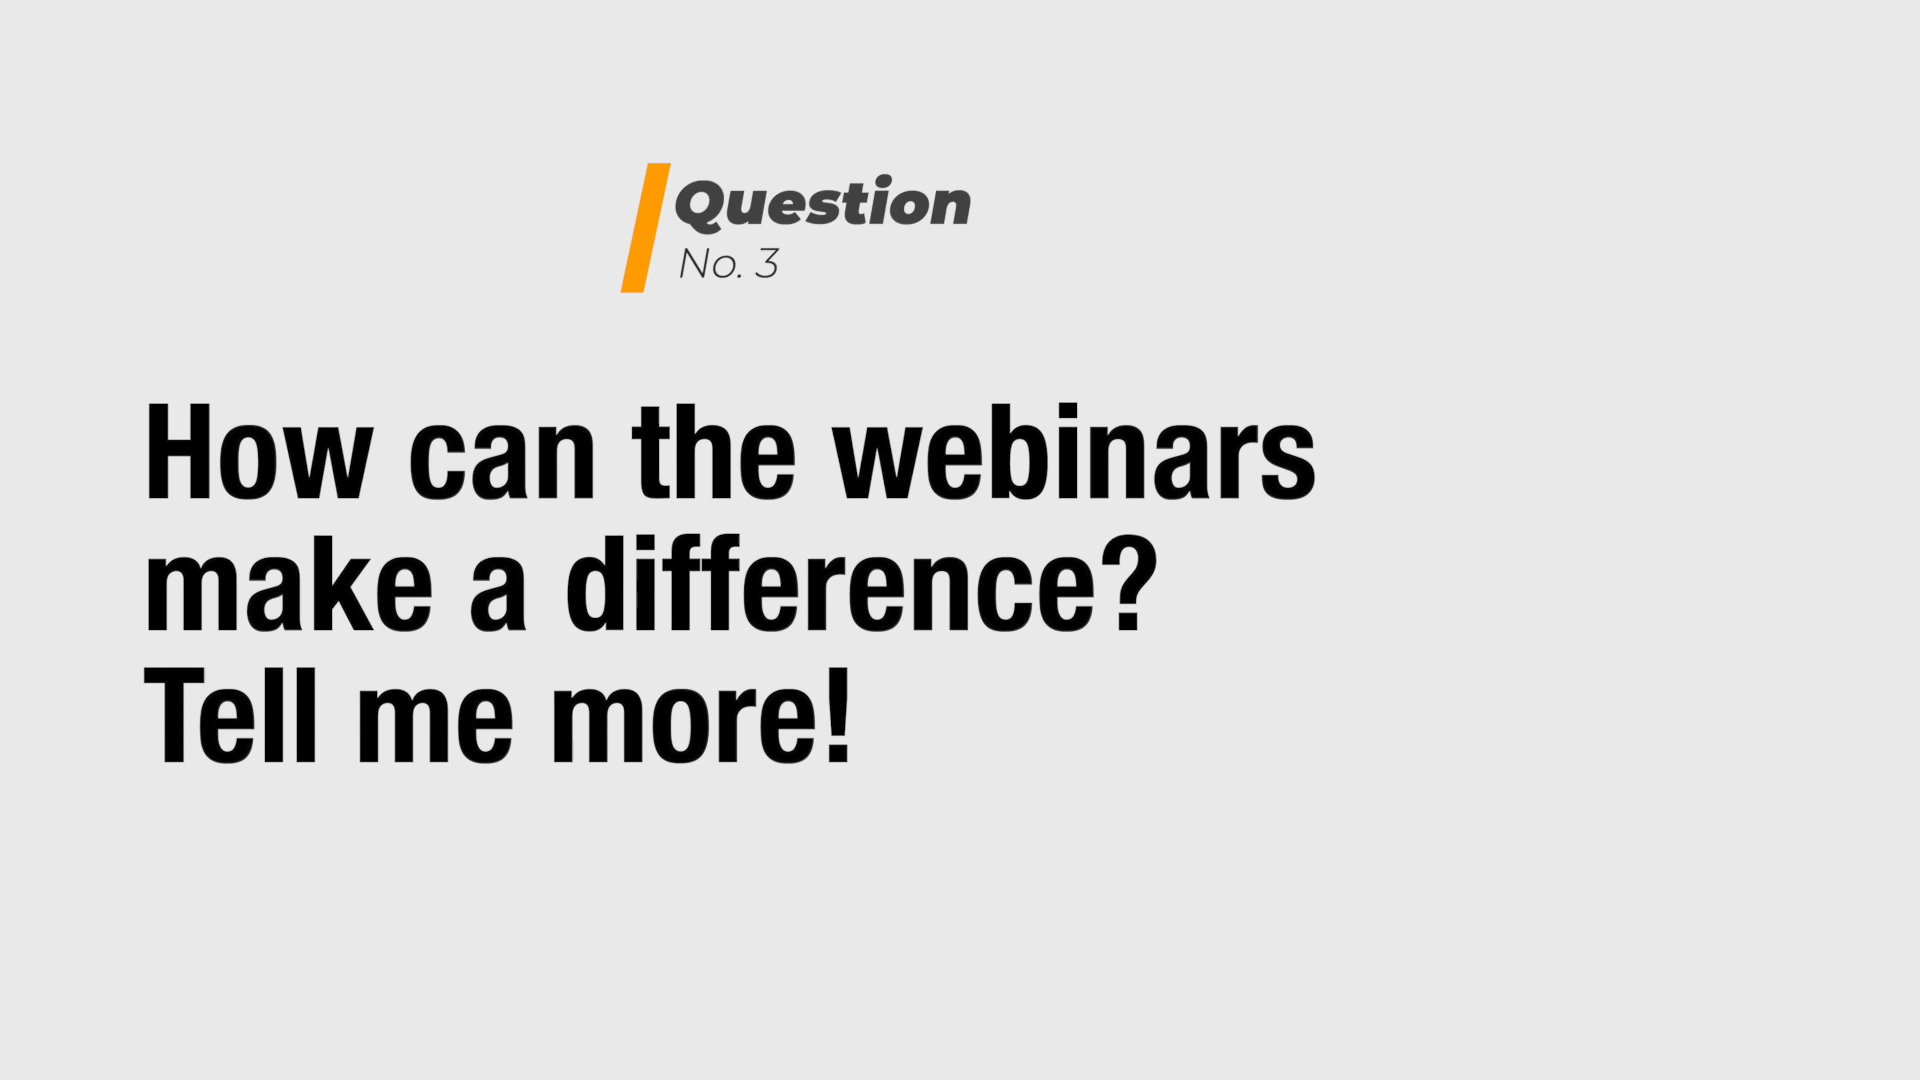 Question
No. 3
How can the webinars
make a difference?
Tell me more!